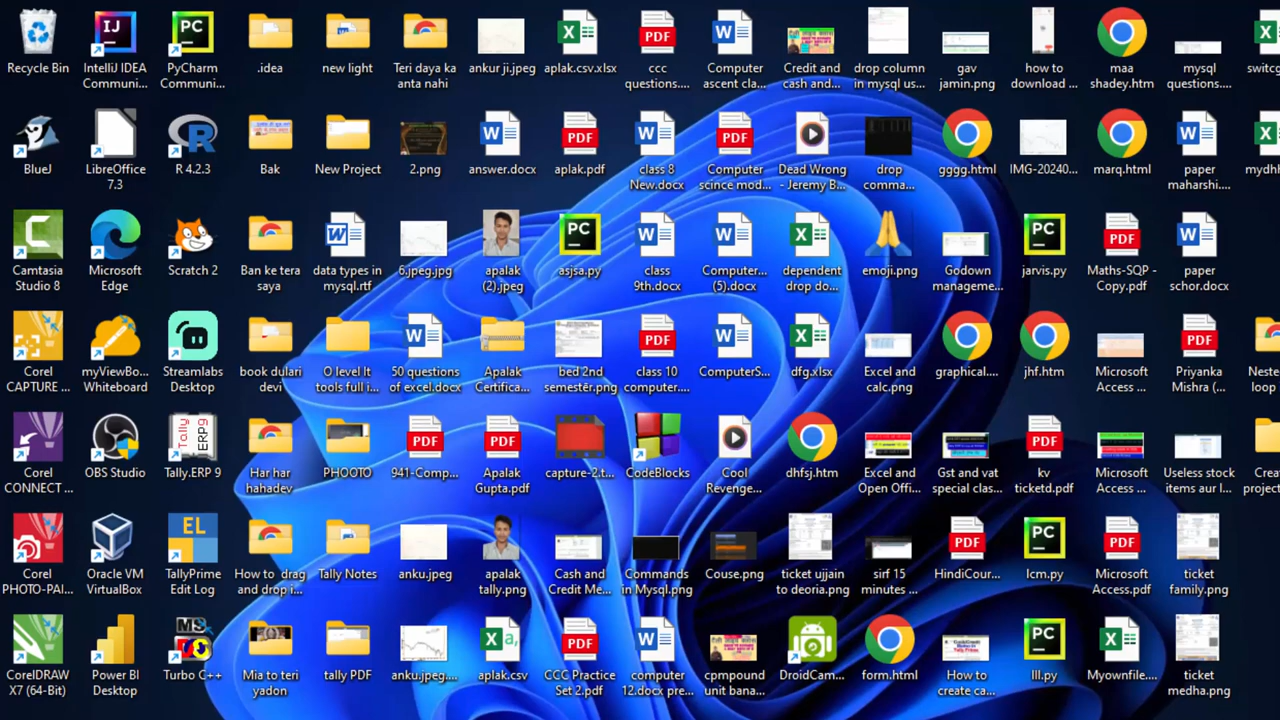 Recycle Bin
IntelliJ IDEA
Communi...
PyCharm
Communi...
.idea
new light
Teri daya ka
anta nahi
ankur ji.jpeg
aplak.csv.xlsx
ccc
questions....
Computer
ascent cla...
Credit and
cash and...
drop column
in mysql us...
gav
jamin.png
how to
download ...
maa
shadey.htm
mysql
questions....
switcg
BlueJ
LibreOffice
7.3
R 4.2.3
Bak
New Project
2.png
answer.docx
aplak.pdf
class 8
New.docx
Computer
scince mod...
Dead Wrong
- Jeremy B...
drop
comma...
gggg.html
IMG-20240...
marq.html
paper
maharshi....
mydhh
Camtasia
Studio 8
Microsoft
Edge
Scratch 2
Ban ke tera
saya
data types in
mysql.rtf
6.jpeg.jpg
apalak
(2).jpeg
asjsa.py
class
9th.docx
Computer...
(5).docx
dependent
drop do...
emoji.png
Godown
manageme...
jarvis.py
Maths-SQP -
Copy.pdf
paper
schor.docx
Corel
CAPTURE ...
myViewBo...
Whiteboard
Streamlabs
Desktop
book dulari
devi
O level It
tools full i...
50 questions
of excel.docx
Apalak
Certifica...
bed 2nd
semester.png
class 10
computer....
ComputerS...
dfg.xlsx
Excel and
calc.png
graphical....
jhf.htm
Microsoft
Access ...
Priyanka
Mishra (...
Neste
loop
Corel
CONNECT ...
OBS Studio
Tally.ERP 9
Har har
hahadev
PHOOTO
941-Comp...
Apalak
Gupta.pdf
capture-2.t...
CodeBlocks
Cool
Revenge...
dhfsj.htm
Excel and
Open Offi...
Gst and vat
special clas...
kv
ticketd.pdf
Microsoft
Access ...
Useless stock
items aur l...
Crea
project
Corel
PHOTO-PAI...
Oracle VM
VirtualBox
TallyPrime
Edit Log
How to drag
and drop i...
Tally Notes
anku.jpeg
apalak
tally.png
Cash and
Credit Me...
Commands
in Mysql.png
Couse.png
ticket ujjain
to deoria.png
sirf 15
minutes ...
HindiCour...
lcm.py
Microsoft
Access.pdf
ticket
family.png
CorelDRAW
X7 (64-Bit)
Power BI
Desktop
Turbo C++
Mia to teri
yadon
tally PDF
anku.jpeg....
aplak.csv
CCC Practice
Set 2.pdf
computer
12.docx pre...
cpmpound
unit bana...
DroidCam...
form.html
How to
create ca...
lll.py
Myownfile....
ticket
medha.png